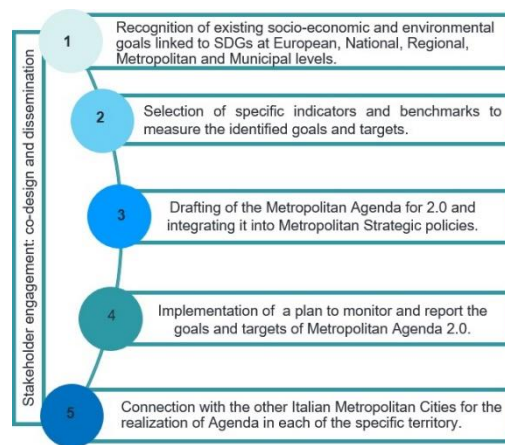 Stakeholder engagement: co-design and dissemination
1
Recognition of existing socio-economic and environmental
goals linked to SDGs at European, National, Regional,
Metropolitan and Municipal levels.
2
Selection of specific indicators and benchmarks to
measure the identified goals and targets.
3
Drafting of the Metropolitan Agenda for 2.0 and
integrating it into Metropolitan Strategic policies.
4
Implementation of a plan to monitor and report the
goals and targets of Metropolitan Agenda 2.0.
5
Connection with the other Italian Metropolitan Cities for the
realization of Agenda in each of the specific territory.